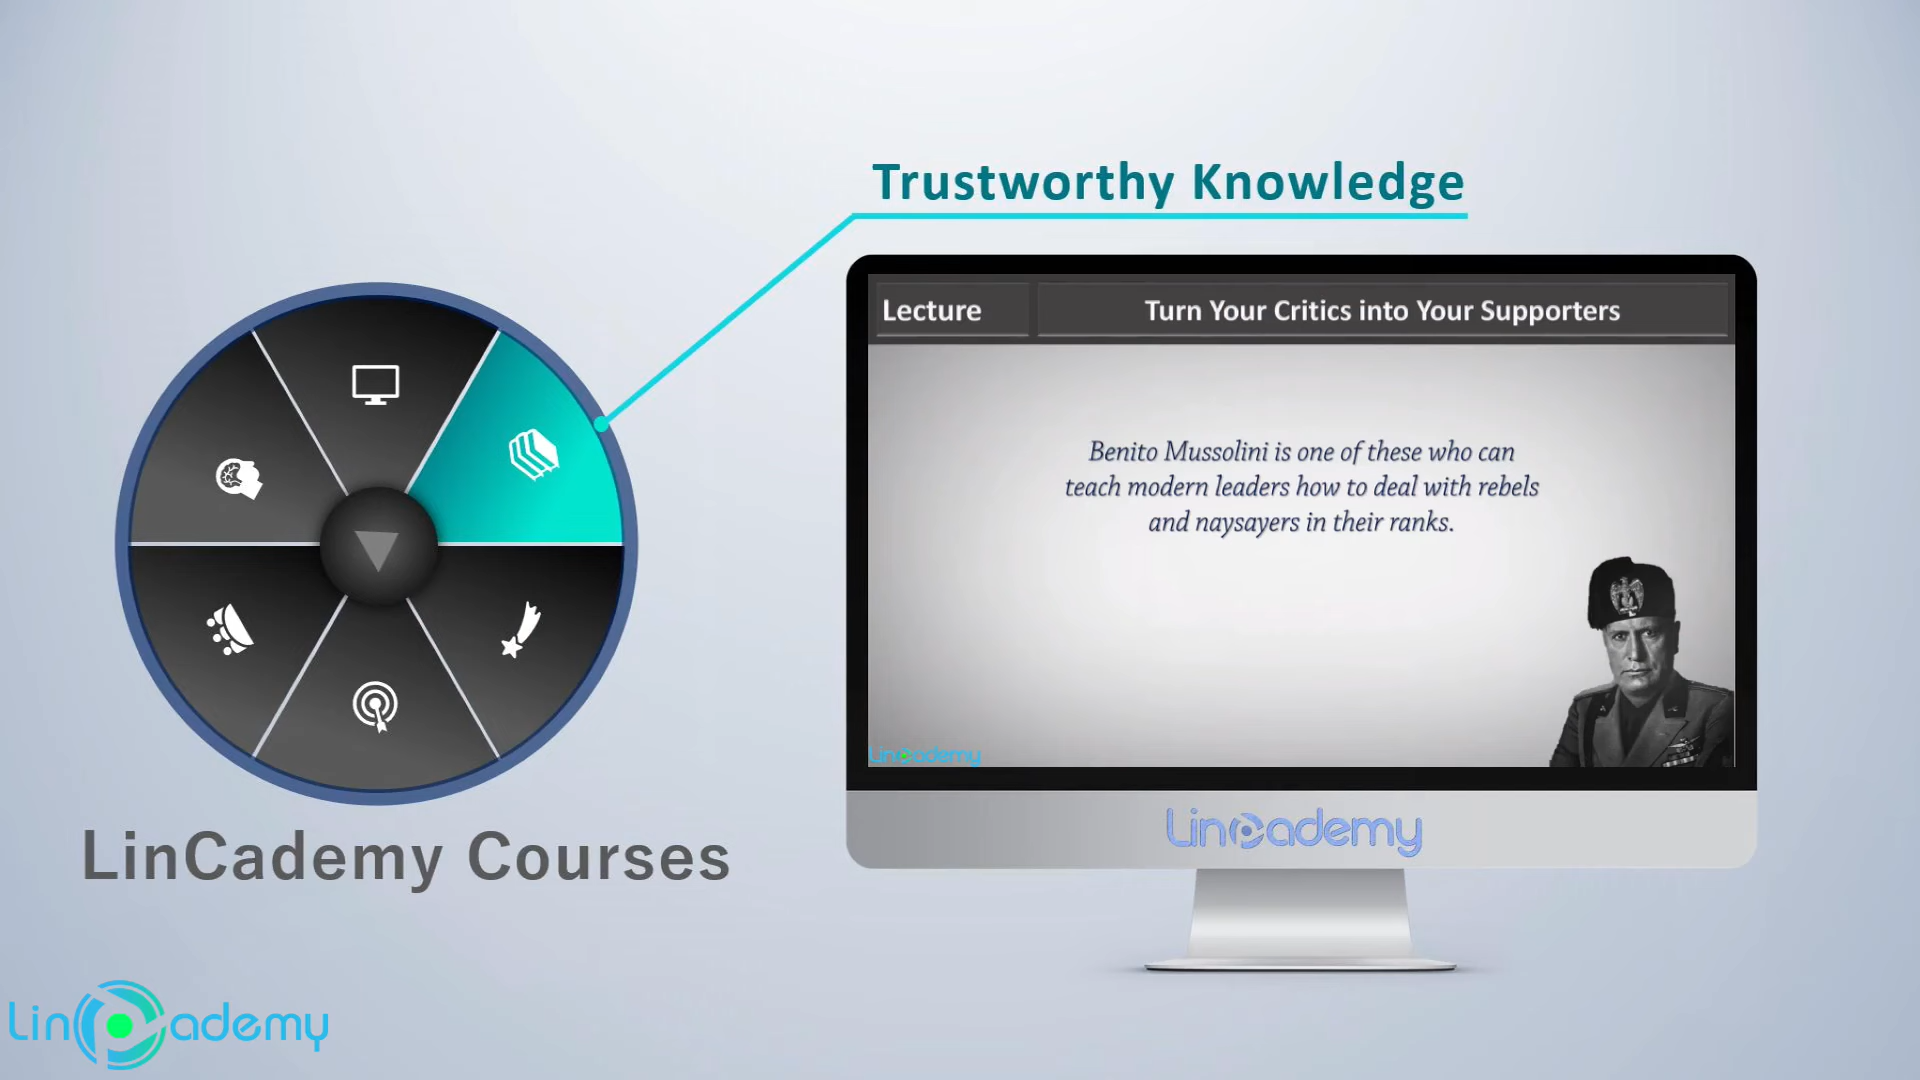 Trustworthy Knowledge
Lecture
Turn Your Critics into Your Supporters
Benito Mussolini is one of these who can
teach modern leaders how to deal with rebels
and naysayers in their ranks.
LinCademy
LinCademy
LinCademy Courses
LinCademy